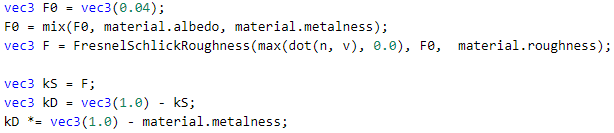 vec3 F0 = vec3(0.04);
F0 = mix(F0, material.albedo, material.metalness);
vec3 F = FresnelSchlickRoughness(max(dot(n, v), 0.0), F0,  material.roughness);
vec3 kS = F;
vec3 kD = vec3(1.0) - kS;
kD *= vec3(1.0) - material.metalness;